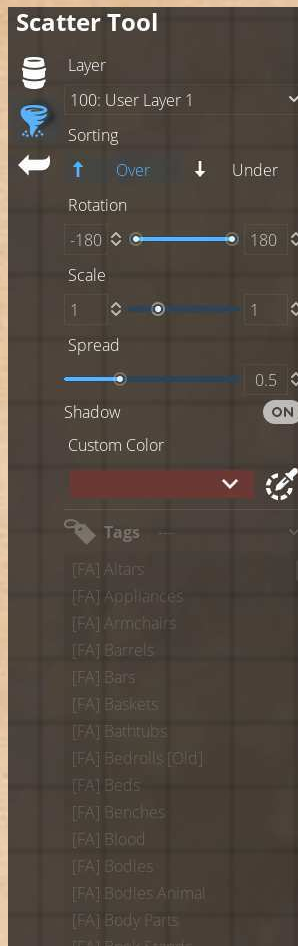 Scatter Tool
Layer
100: User Layer 1
Sorting
Over Under
Rotation
-180 180
Scale
1 1
Spread
0.5
Shadow ON
Custom Color
Tags
[FA] Altars
[FA] Appliances
[FA] Armchairs
[FA] Barrels
[FA] Bars
[FA] Baskets
[FA] Bathtubs
[FA] Bedrolls [Old]
[FA] Beds
[FA] Benches
[FA] Blood
[FA] Bodies
[FA] Bodies Animal
[FA] Body Parts